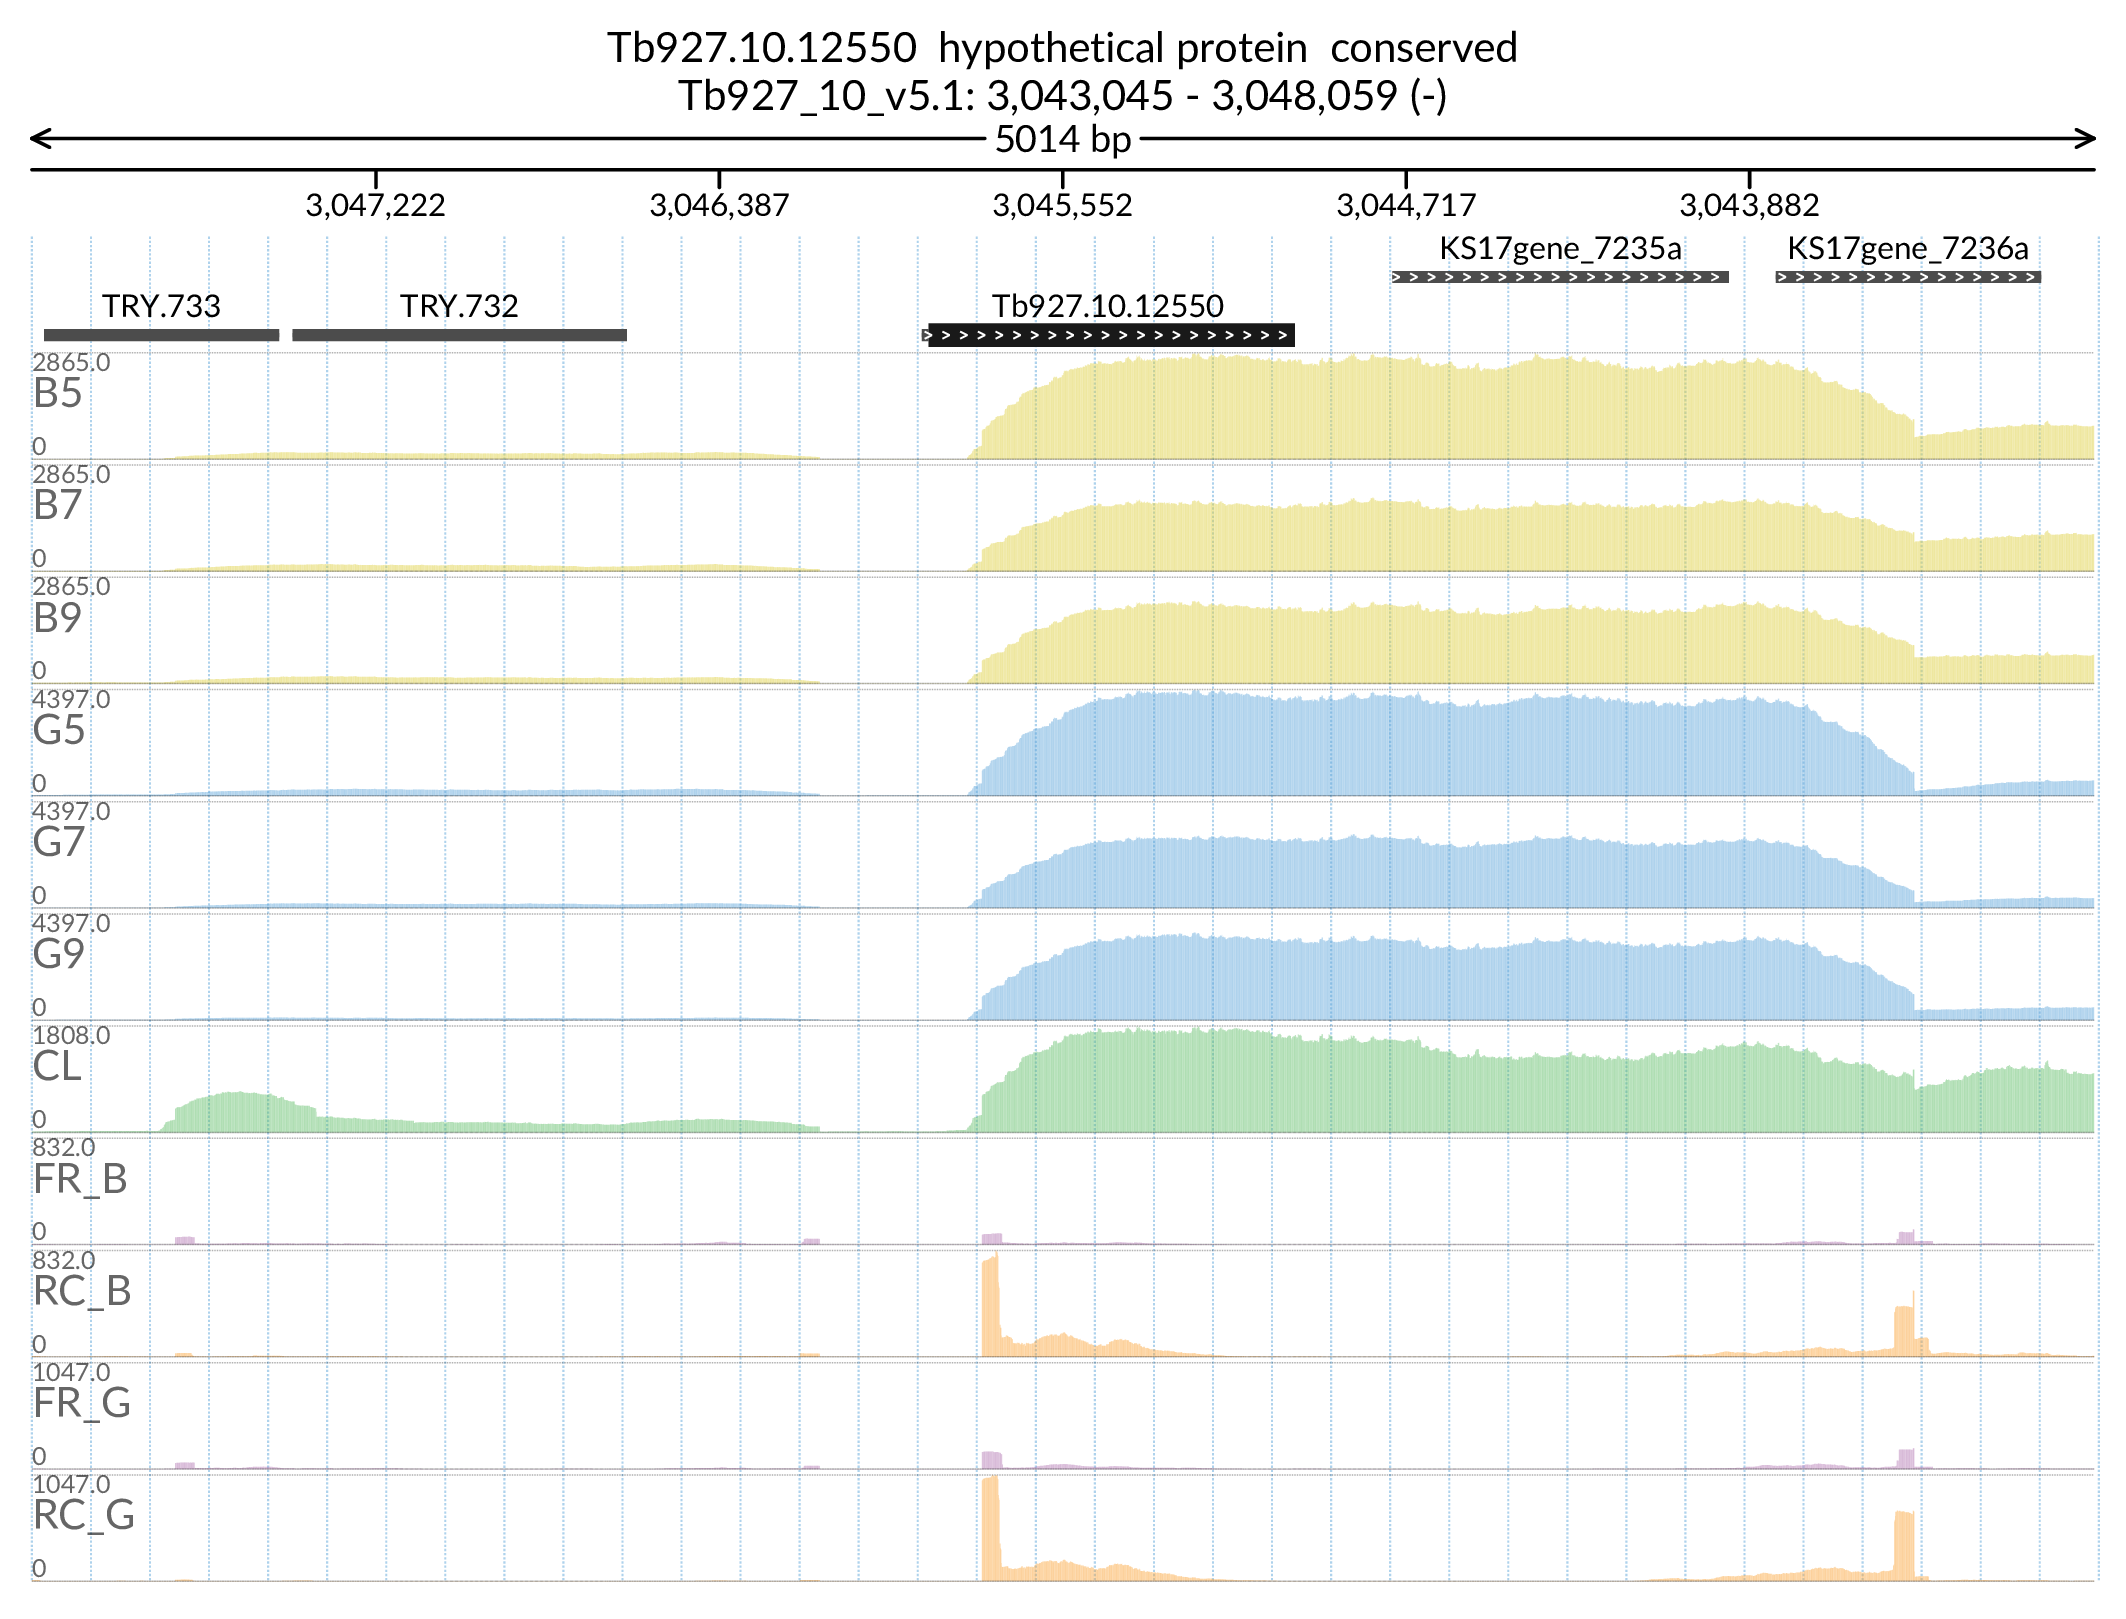 Tb927.10.12550 hypothetical protein conserved
Tb927_10_v5.1: 3,043,045 - 3,048,059 (-)
5014 bp
3,047,222 3,046,387 3,045,552 3,044,717 3,043,882
KS17gene_7235a KS17gene_7236a
TRY.733 TRY.732 Tb927.10.12550
2865.0
B5
0
2865.0
B7
0
2865.0
B9
0
4397.0
G5
0
4397.0
G7
0
4397.0
G9
0
1808.0
CL
0
832.0
FR_B
0
832.0
RC_B
0
1047.0
FR_G
0
1047.0
RC_G
0